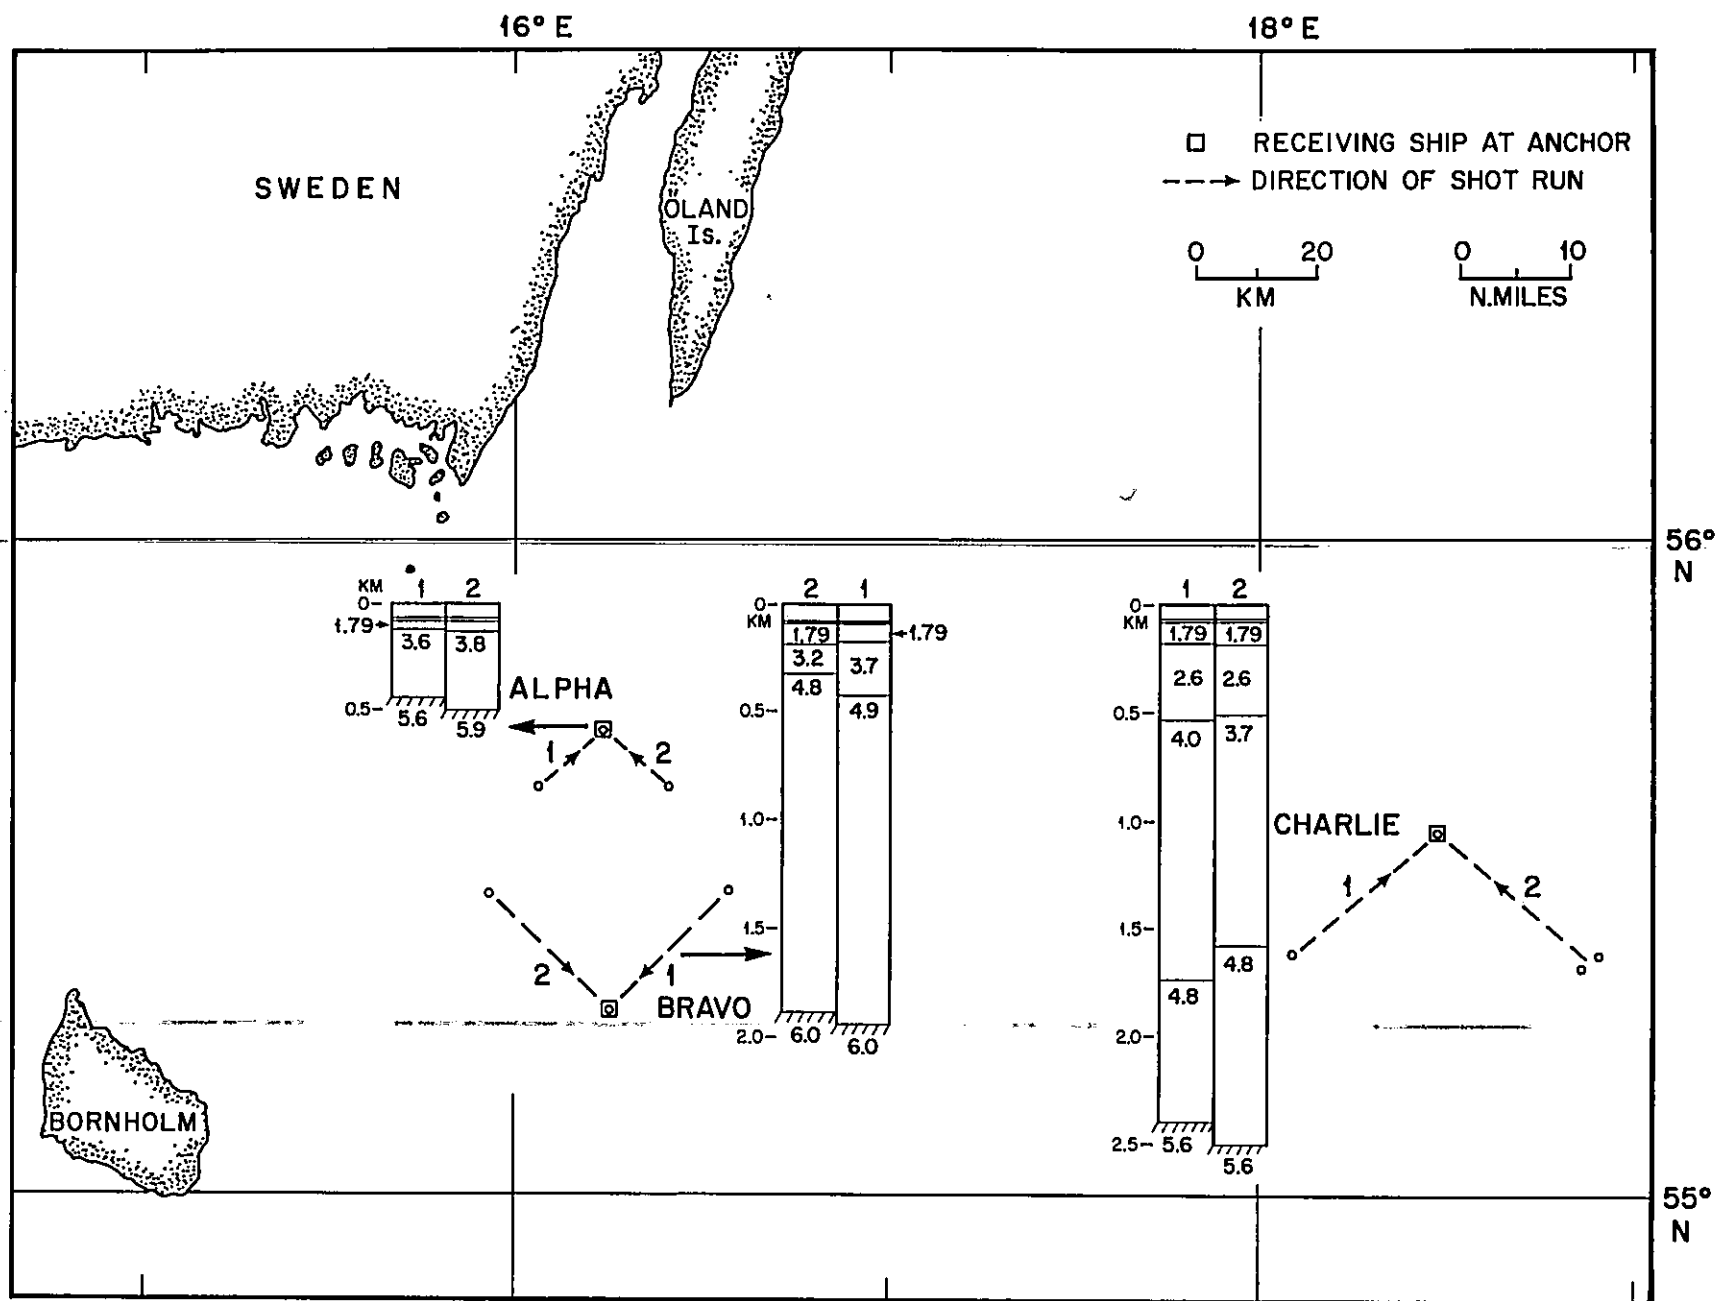 16° E
18° E
RECEIVING SHIP AT ANCHOR
DIRECTION OF SHOT RUN
SWEDEN
OLAND
Is.
0 20
KM
0 10
N.MILES
56°
N
KM 1 2
0-
1.79
3.6 3.8
0.5-
5.6 5.9
ALPHA
1 2
2 1
0-
KM
1.79
1.79
3.2
3.7
4.8
4.9
0.5-
1.0-
1.5-
2.0-
6.0
6.0
2 1
BRAVO
1 2
0-
KM
1.79 1.79
2.6 2.6
0.5-
4.0 3.7
1.0-
1.5-
4.8
4.8
2.0-
2.5-
5.6
5.6
CHARLIE
1 2
BORNHOLM
55°
N